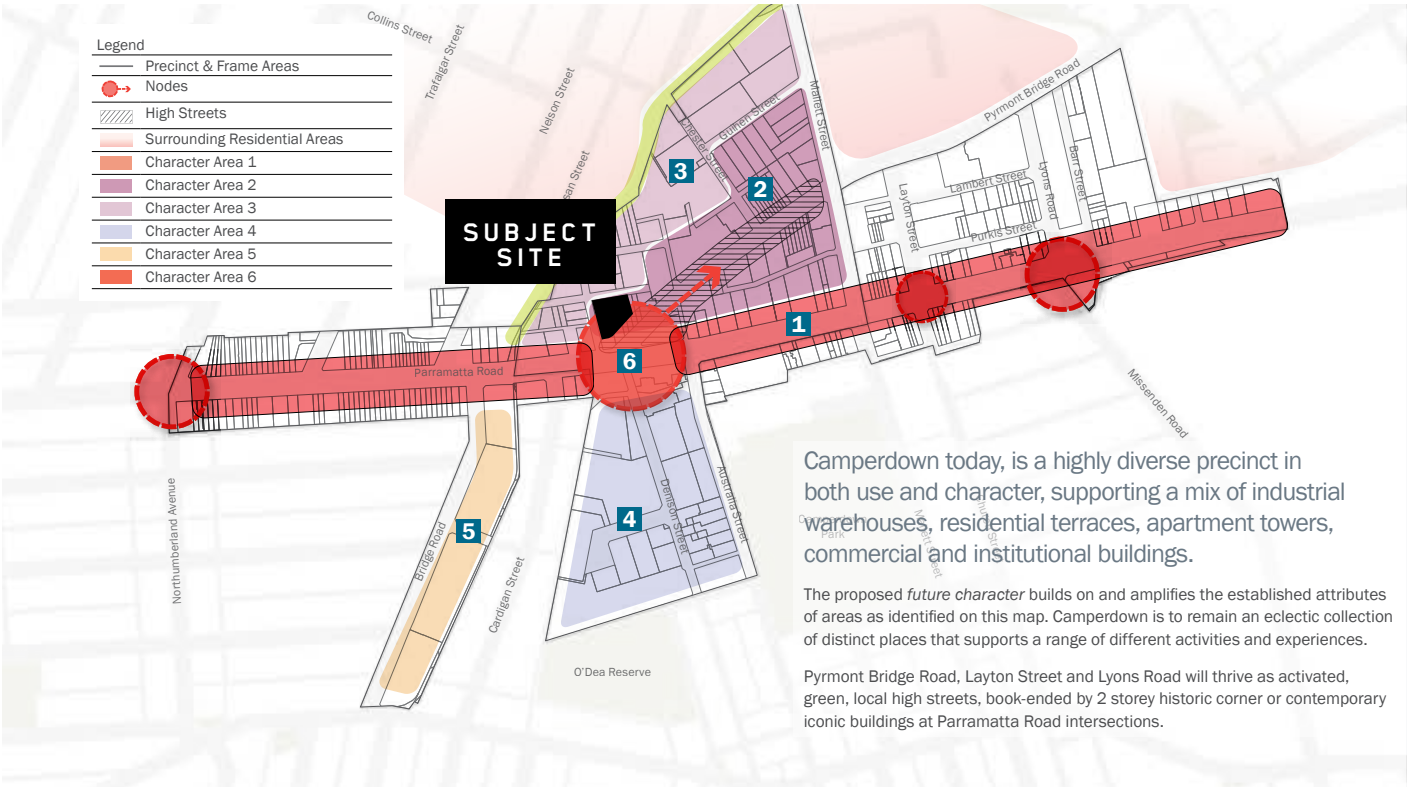 Legend
Precinct & Frame Areas
Nodes
High Streets
Surrounding Residential Areas
Character Area 1
Character Area 2
Character Area 3
Character Area 4
Character Area 5
Character Area 6
Collins Street
Trafalgar Street
Nelson Street
Street
SUBJECT
SITE
Chester Street
Guihen Street
Mallett Street
Pyrmont Bridge Road
Layton Street
Lambert Street
Lyons Road
Barr Street
Purkis Street
3
2
1
6
5
4
Parramatta Road
Missenden Road
Northumberland Avenue
Bridge Road
Cardigan Street
Denison Street
Australia Street
O'Dea Reserve
Park
Street
Camperdown today, is a highly diverse precinct in
both use and character, supporting a mix of industrial
warehouses, residential terraces, apartment towers,
commercial and institutional buildings.
The proposed future character builds on and amplifies the established attributes
of areas as identified on this map. Camperdown is to remain an eclectic collection
of distinct places that supports a range of different activities and experiences.
Pyrmont Bridge Road, Layton Street and Lyons Road will thrive as activated,
green, local high streets, book-ended by 2 storey historic corner or contemporary
iconic buildings at Parramatta Road intersections.